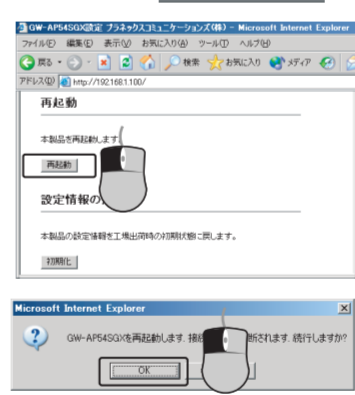 GW-AP54SGX設定 プラネックスコミュニケーションズ(株) - Microsoft Internet Explorer
ファイル(F) 編集(E) 表示(V) お気に入り(A) ツール(T) ヘルプ(H)
戻る 検索 お気に入り メディア
アドレス(D) http://192.168.1.100/
再起動
本製品を再起動します
再起動
設定情報の
本製品の設定情報を工場出荷時の初期状態に戻します。
初期化
Microsoft Internet Explorer
GW-AP54SGXを再起動します. 接続 断されます. 続行しますか?
OK